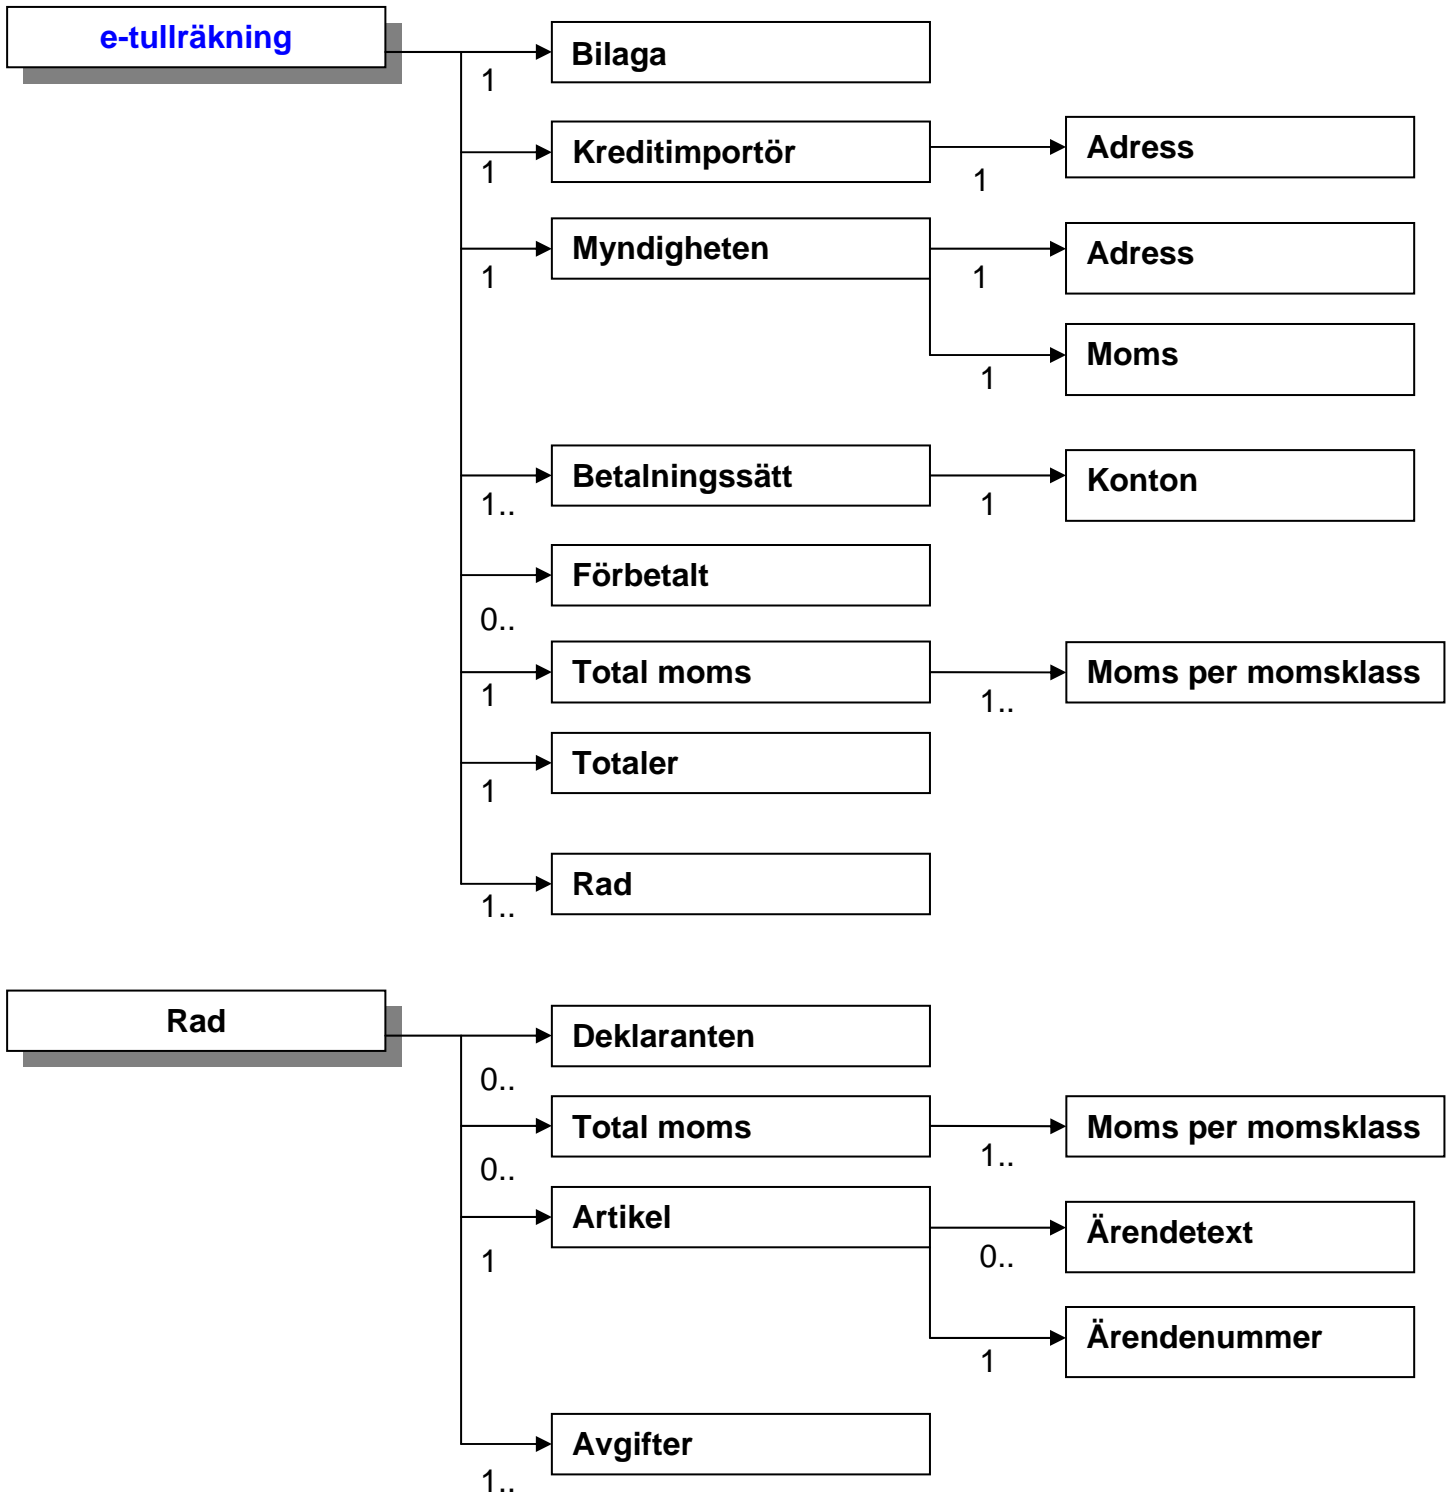 e-tullräkning
Bilaga
1
Kreditimportör
Adress
1
1
Myndigheten
Adress
1
1
Moms
1
Betalningssätt
Konton
1..
1
Förbetalt
0..
Total moms
Moms per momsklass
1
1..
Totaler
1
Rad
1..
Rad
Deklaranten
0..
Total moms
Moms per momsklass
0..
1..
Artikel
Ärendetext
1
0..
Ärendenummer
1
Avgifter
1..